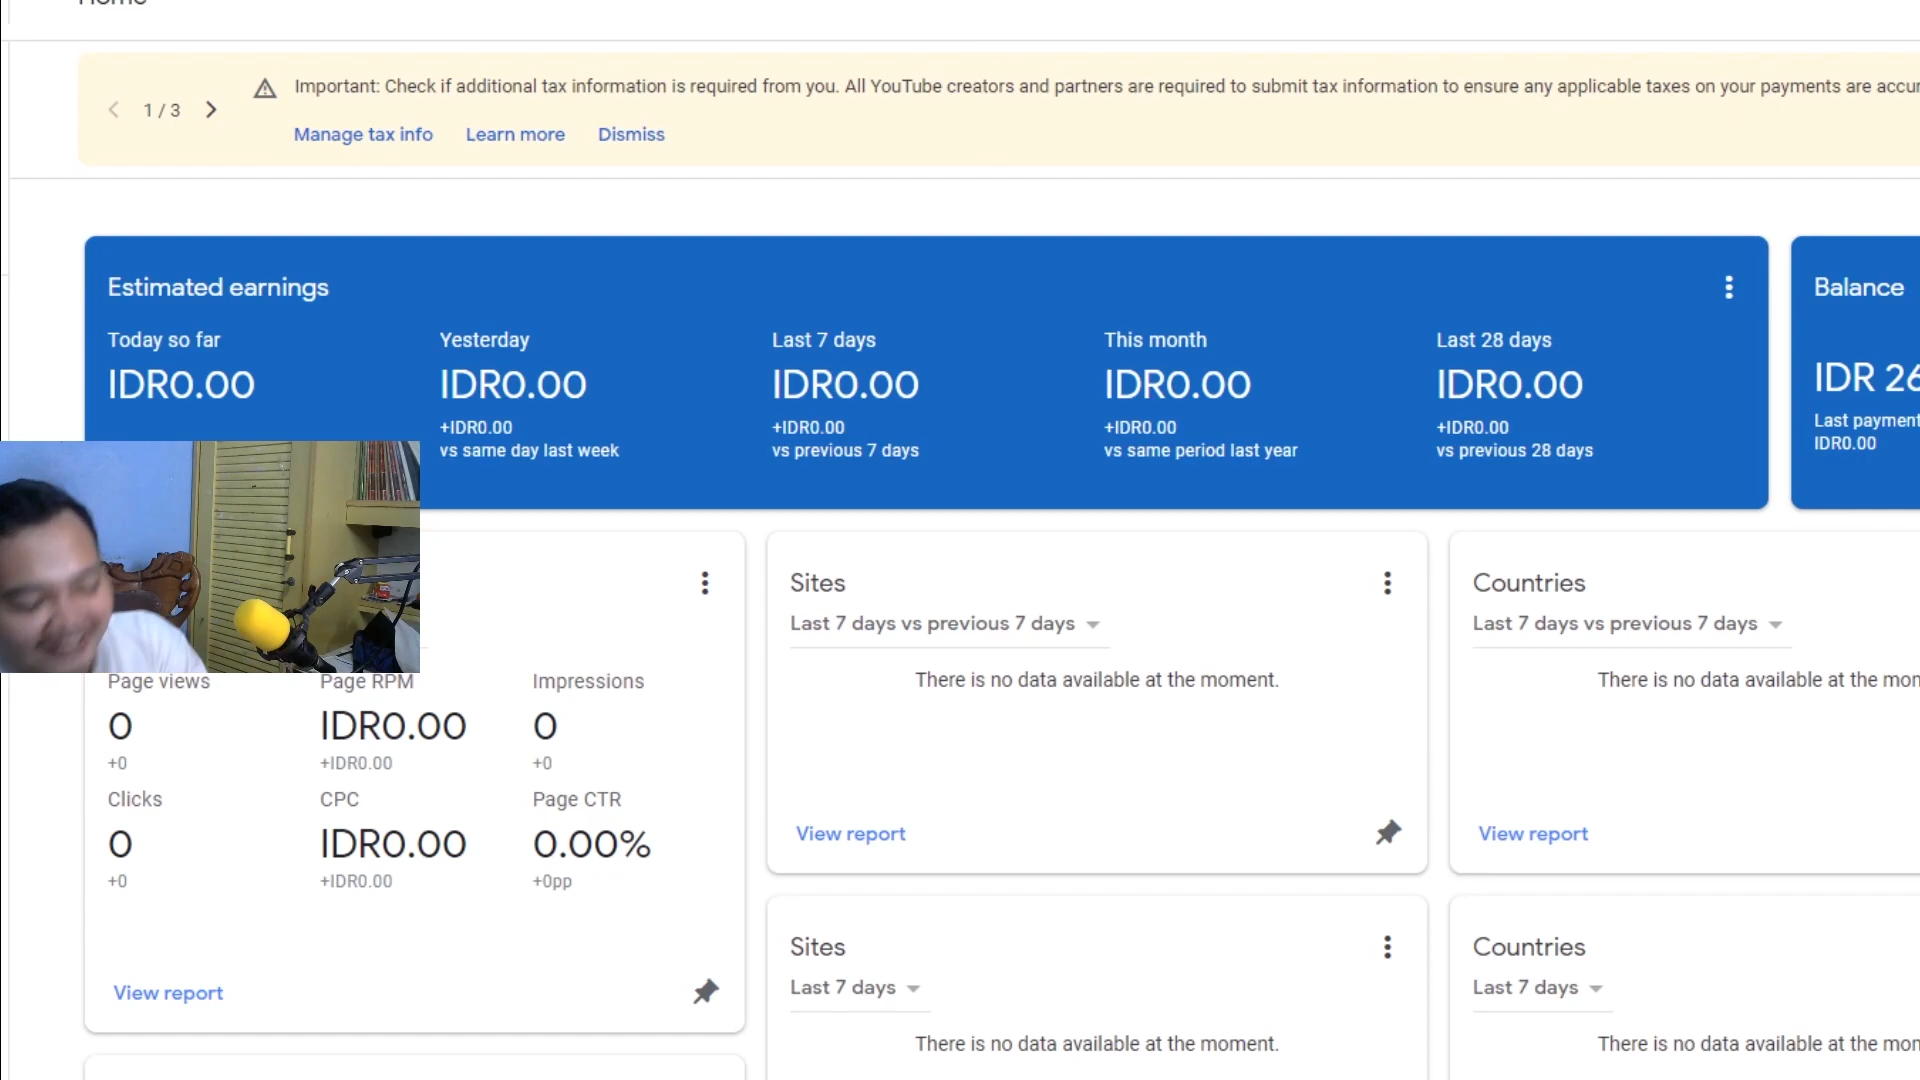 Home
1 / 3
Important: Check if additional tax information is required from you. All YouTube creators and partners are required to submit tax information to ensure any applicable taxes on your payments are
Manage tax info Learn more Dismiss
Estimated earnings
Today so far
IDR0.00
Yesterday
IDR0.00
+IDR0.00
vs same day last week
Last 7 days
IDR0.00
+IDR0.00
vs previous 7 days
This month
IDR0.00
+IDR0.00
vs same period last year
Last 28 days
IDR0.00
+IDR0.00
vs previous 28 days
Balance
IDR 26
Last payment
IDR0.00
Page views
0
+0
Page RPM
IDR0.00
+IDR0.00
Impressions
0
+0
Clicks
0
+0
CPC
IDR0.00
+IDR0.00
Page CTR
0.00%
+0pp
View report
Sites
Last 7 days vs previous 7 days
There is no data available at the moment.
View report
Countries
Last 7 days vs previous 7 days
There is no data available at the
View report
Sites
Last 7 days
There is no data available at the moment.
Countries
Last 7 days
There is no data available at the